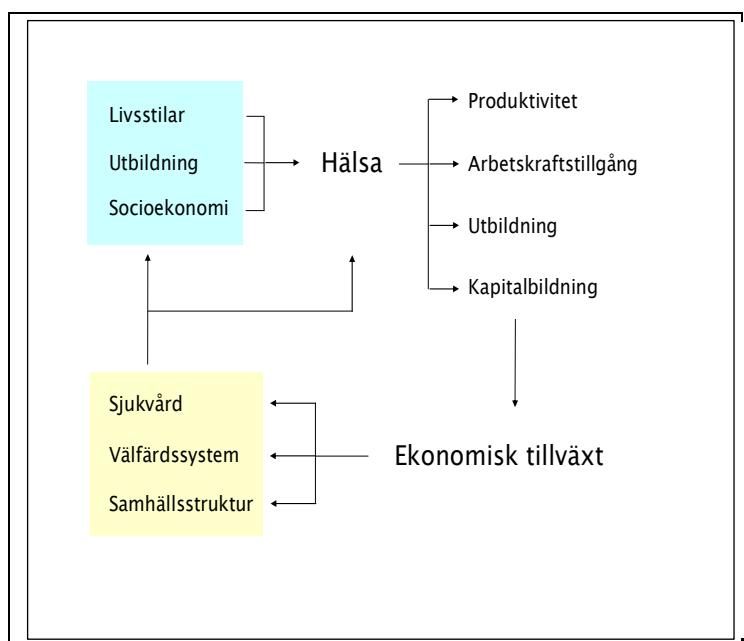 Livsstilar
Utbildning
Socioekonomi
Hälsa
Produktivitet
Arbetskraftstillgång
Utbildning
Kapitalbildning
Sjukvård
Välfärdssystem
Samhällsstruktur
Ekonomisk tillväxt